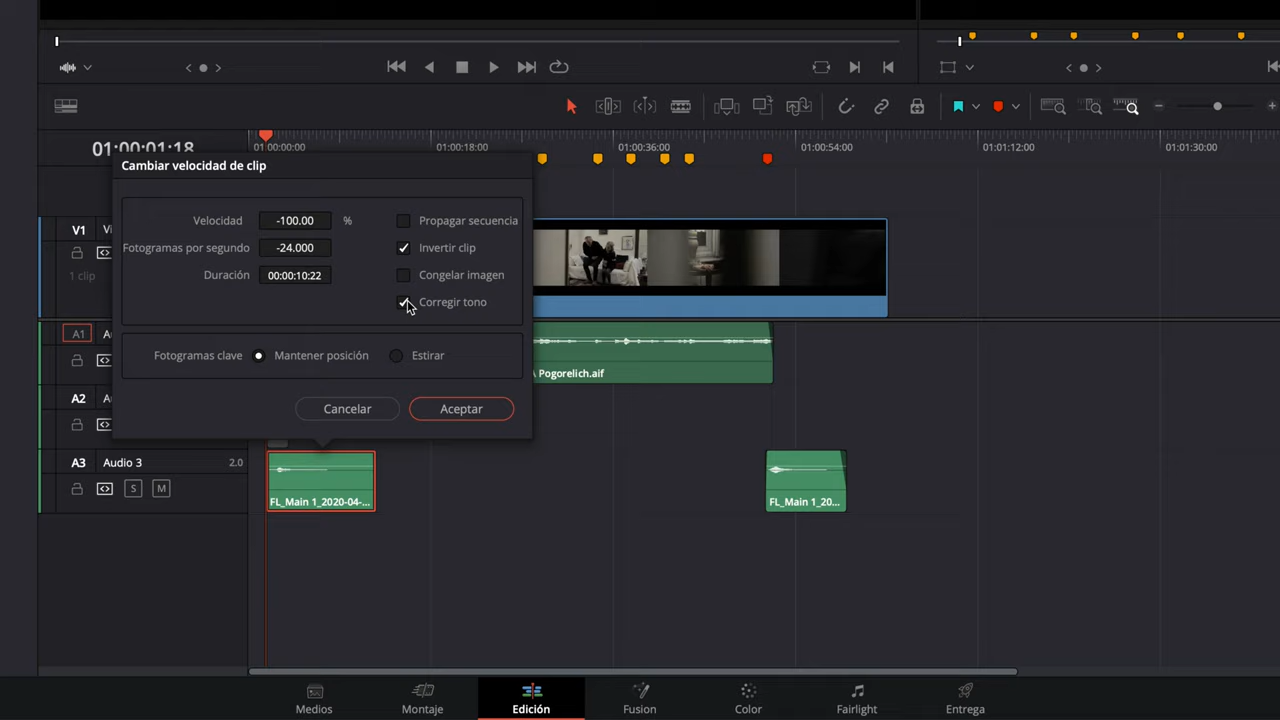 01:00:01:18
01:00:00:00
01:00:18:00
01:00:36:00
01:00:54:00
01:01:12:00
01:01:30:00
Cambiar velocidad de clip
Velocidad -100.00 %
Propagar secuencia
Fotogramas por segundo -24.000
Invertir clip
Duración 00:00:10:22
Congelar imagen
Corregir tono
Fotogramas clave
Mantener posición
Estirar
Cancelar
Aceptar
V1
1 clip
A1
Pogorelich.aif
A2
A3 Audio 3 2.0
S M
FL_Main 1_2020-04-...
FL_Main 1_20...
Medios
Montaje
Edición
Fusion
Color
Fairlight
Entrega